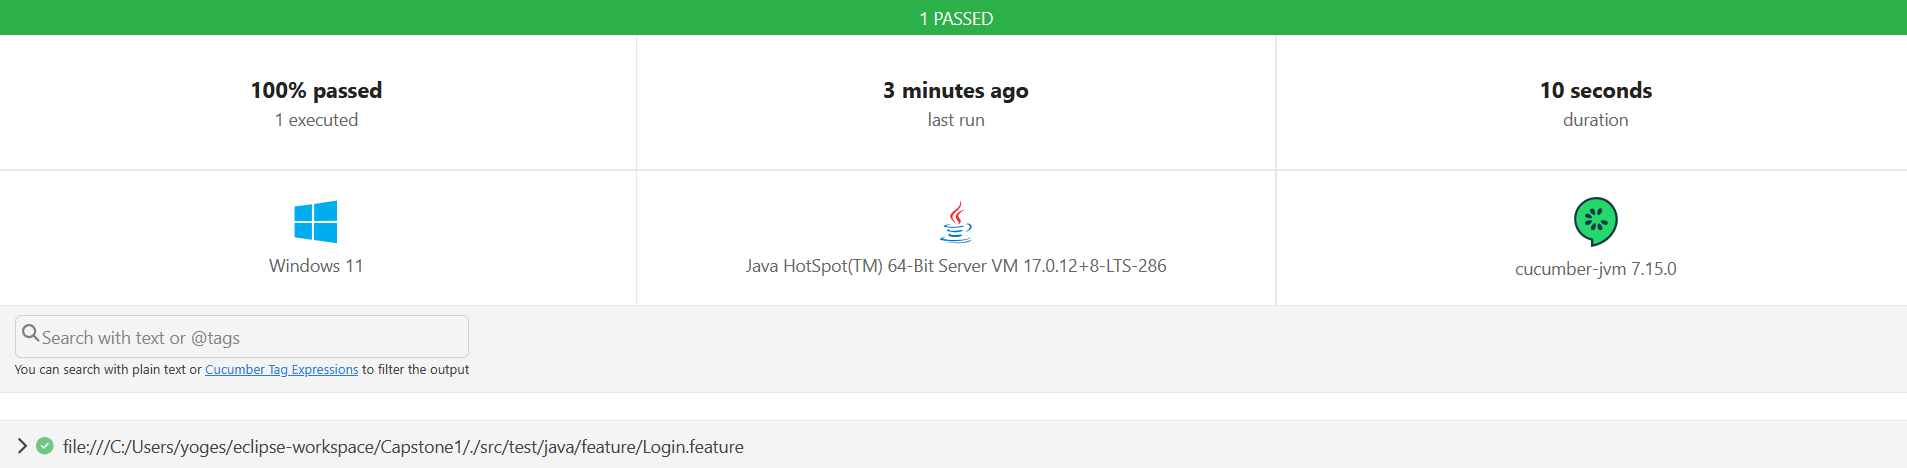 1 PASSED
100% passed
1 executed
3 minutes ago
last run
10 seconds
duration
Windows 11
Java HotSpot(TM) 64-Bit Server VM 17.0.12+8-LTS-286
cucumber-jvm 7.15.0
Search with text or @tags
You can search with plain text or Cucumber Tag Expressions to filter the output
file:///C:/Users/yoges/eclipse-workspace/Capstone1/./src/test/java/feature/Login.feature